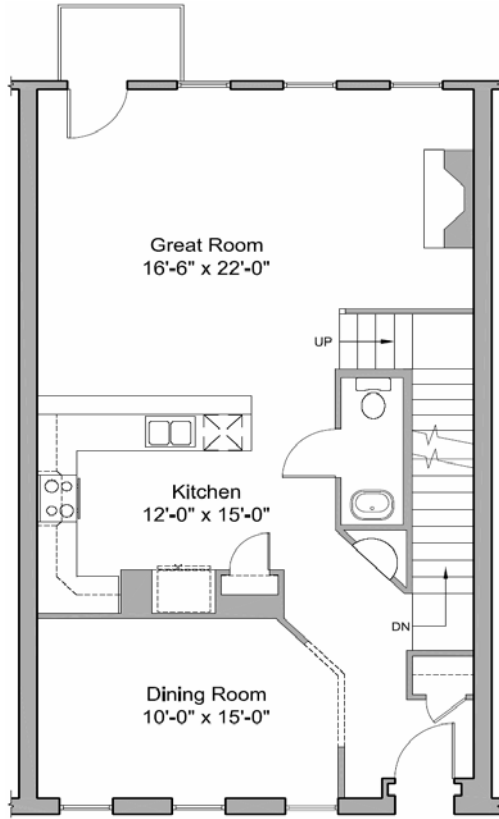 Great Room
16'-6" x 22'-0"
UP
Kitchen
12'-0" x 15'-0"
DN
Dining Room
10'-0" x 15'-0"